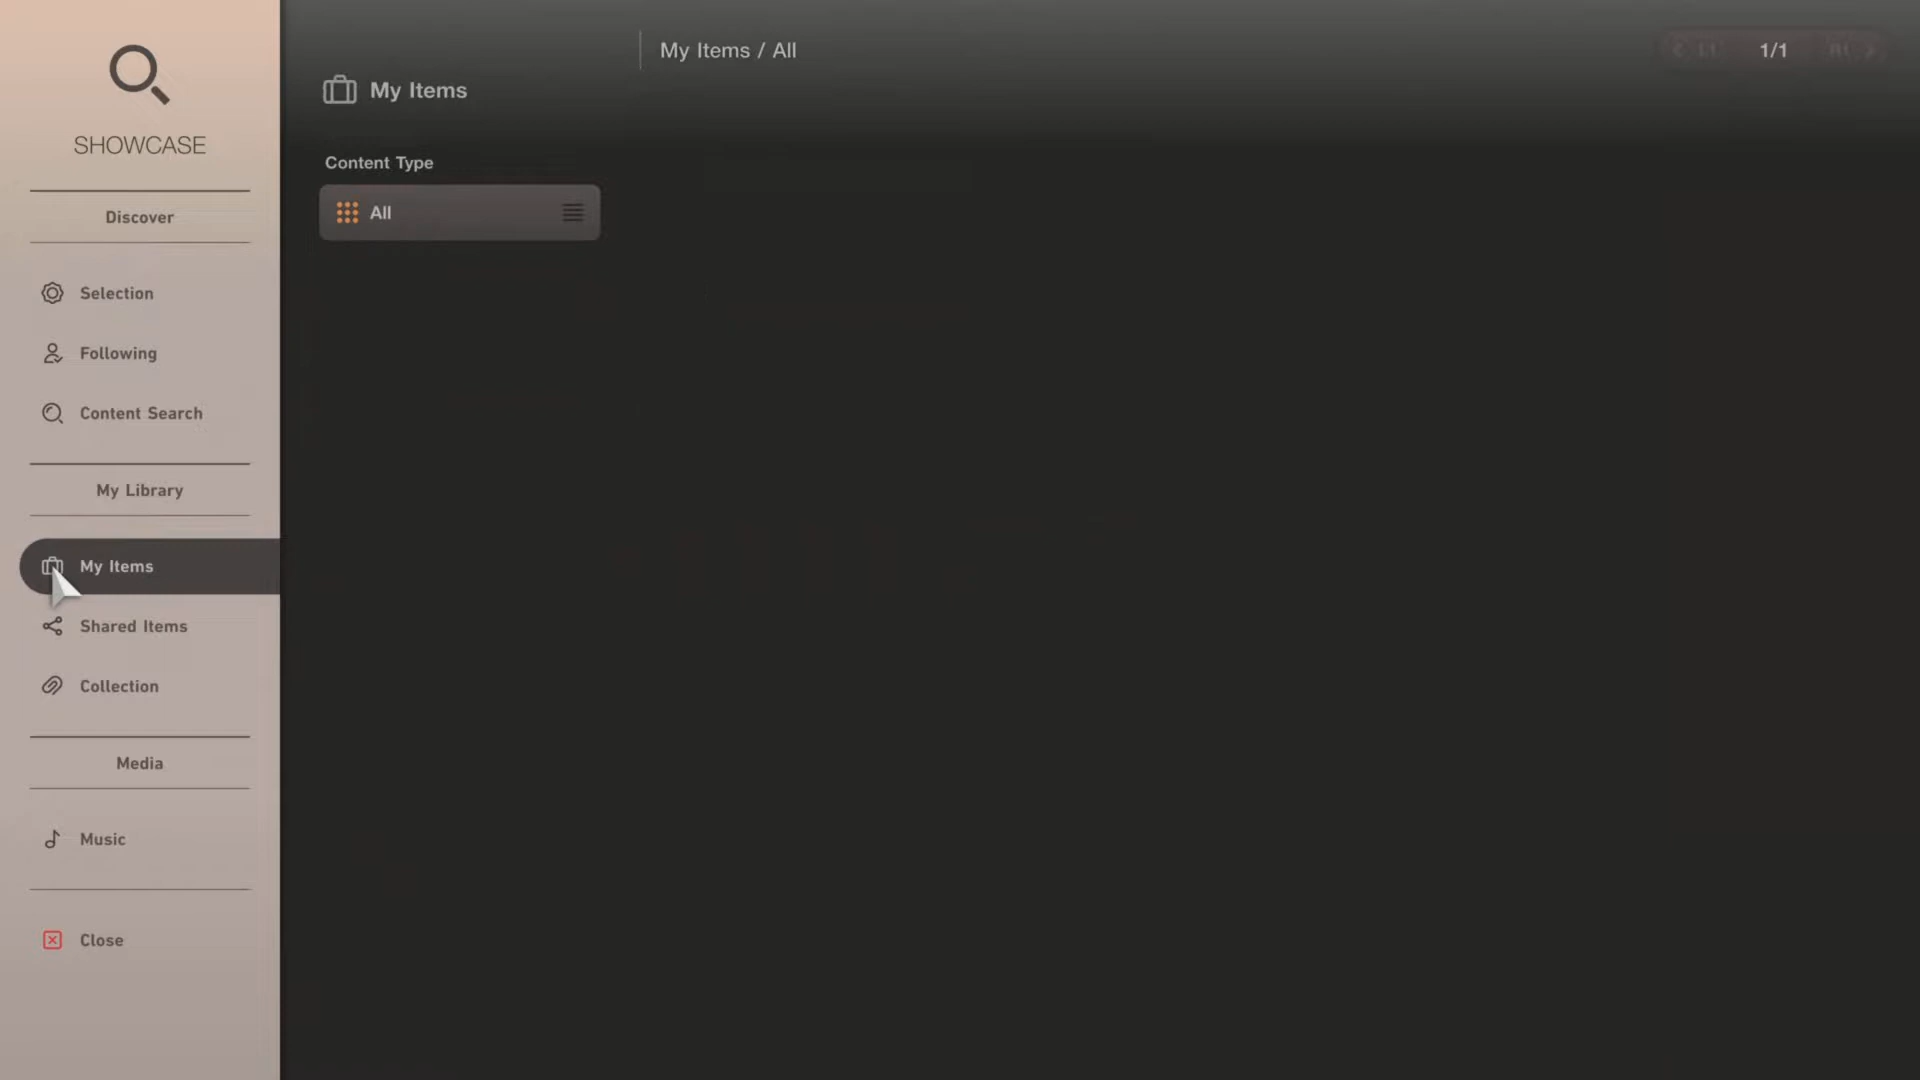 SHOWCASE
Discover
Selection
Following
Content Search
My Library
My Items
Shared Items
Collection
Media
Music
Close
My Items
Content Type
All
My Items / All
1/1